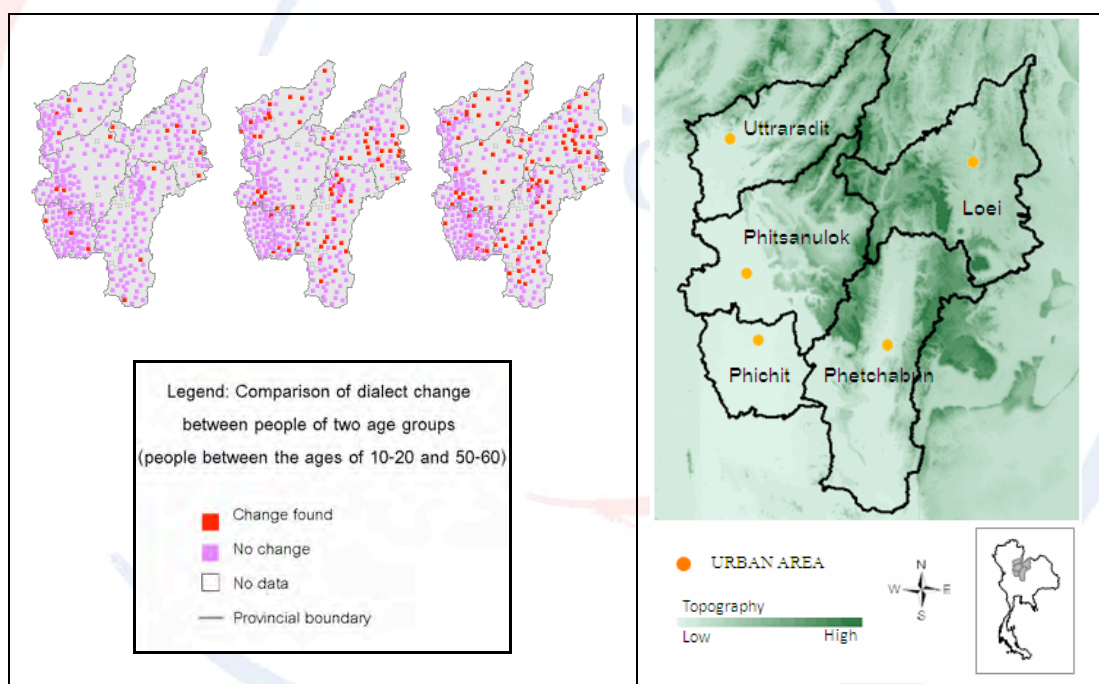 Legend: Comparison of dialect change
between people of two age groups
(people between the ages of 10-20 and 50-60)
Change found
No change
No data
Provincial boundary
Uttraradit
Loei
Phitsanulok
Phichit
Phetchabun
URBAN AREA
Topography
Low
High
N
W
E
S